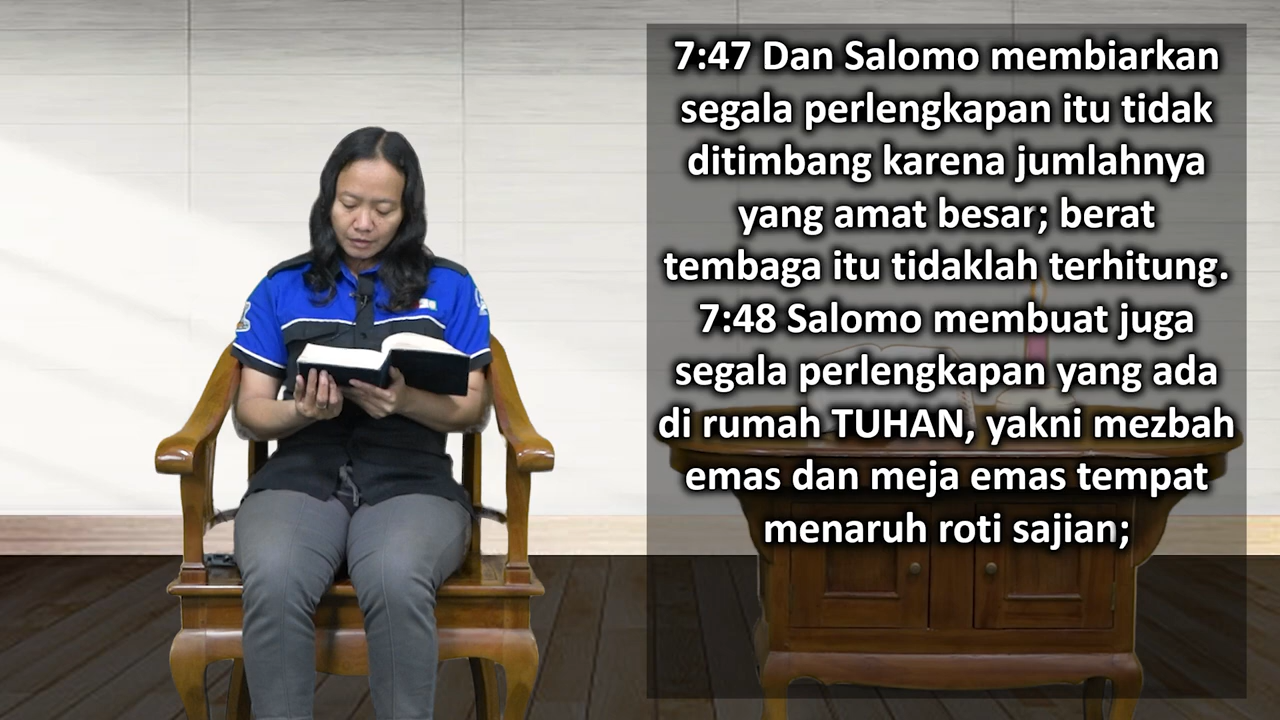 7:47 Dan Salomo membiarkan
segala perlengkapan itu tidak
ditimbang karena jumlahnya
yang amat besar; berat
tembaga itu tidaklah terhitung.
7:48 Salomo membuat juga
segala perlengkapan yang ada
di rumah TUHAN, yakni mezbah
emas dan meja emas tempat
menaruh roti sajian;